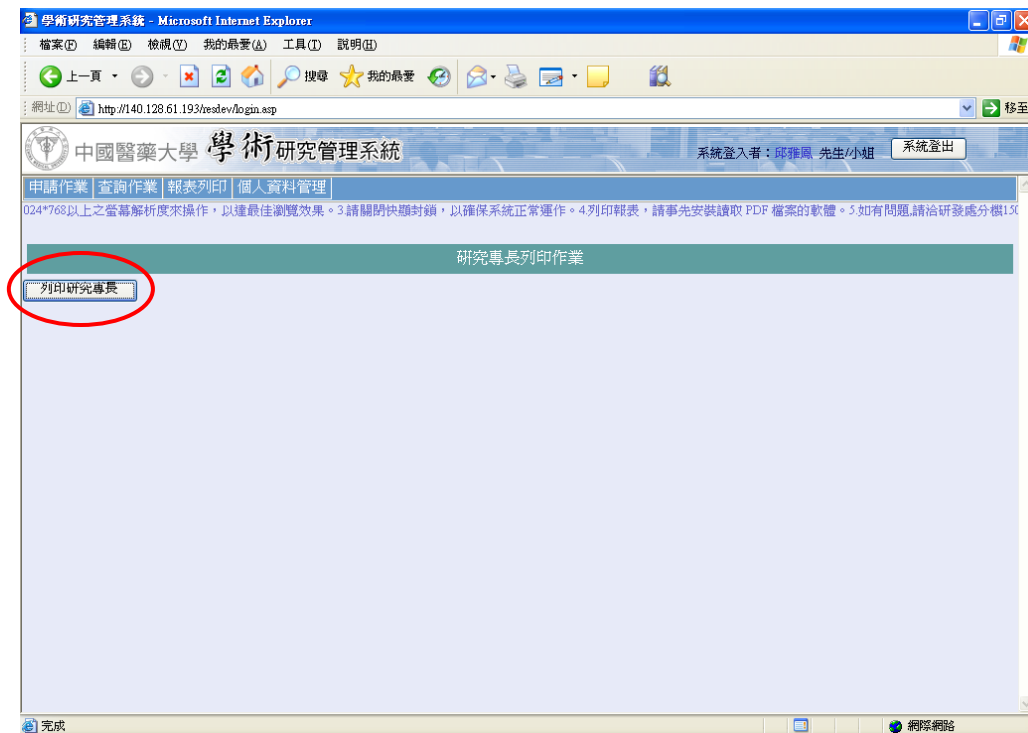 學術研究管理系統 - Microsoft Internet Explorer
檔案(F) 編輯(E) 檢視(V) 我的最愛(A) 工具(T) 說明(H)
上一頁 搜尋 我的最愛
網址(D) http://140.128.61.193/resdev/login.asp 移至
中國醫藥大學 學術研究管理系統 系統登入者：邱雅鳳 先生/小姐 系統登出
申請作業 查詢作業 報表列印 個人資料管理
024*768以上之螢幕解析度來操作，以達最佳瀏覽效果。3.請關閉快顯封鎖，以確保系統正常運作。4.列印報表，請事先安裝讀取 PDF 檔案的軟體。5.如有問題,請洽研發處分機150
研究專長列印作業
列印研究專長
完成 網際網路